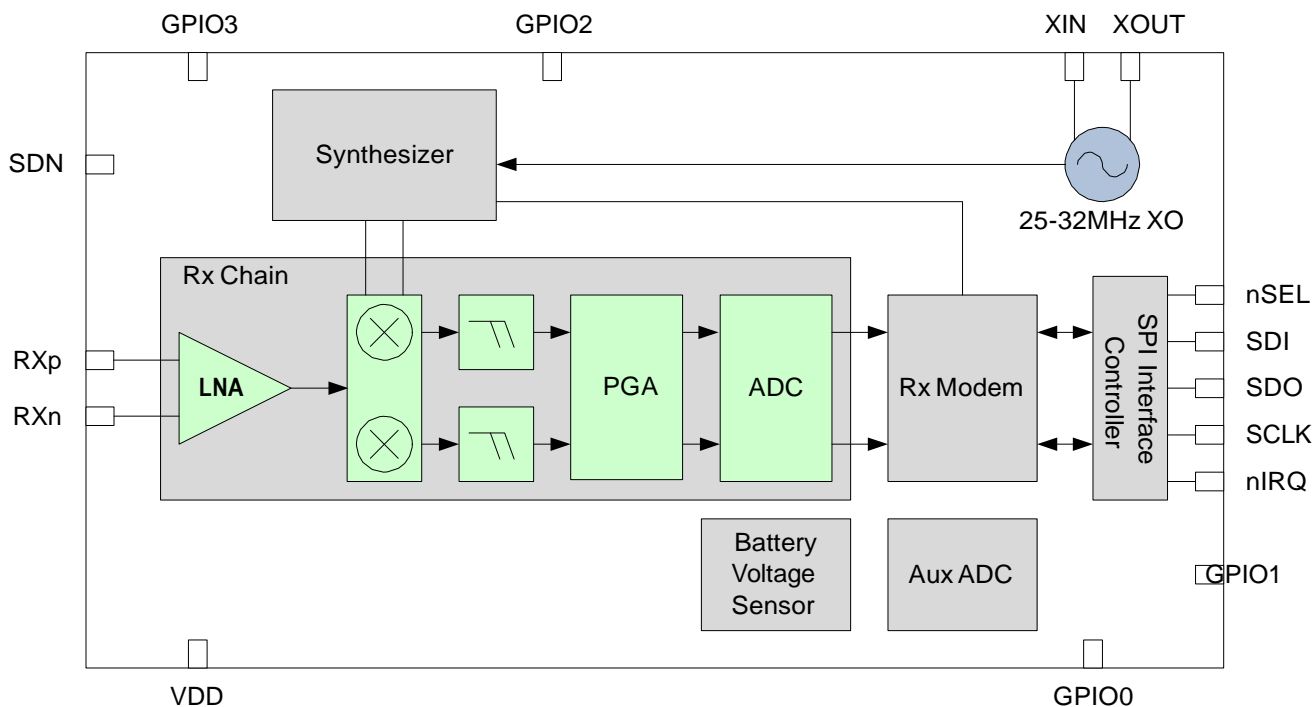 GPIO3
GPIO2
XIN
XOUT
SDN
Synthesizer
25-32MHz XO
Rx Chain
RXp
RXn
LNA
PGA
ADC
Rx Modem
SPI Interface
Controller
nSEL
SDI
SDO
SCLK
nIRQ
Battery
Voltage
Sensor
Aux ADC
GPIO1
VDD
GPIO0